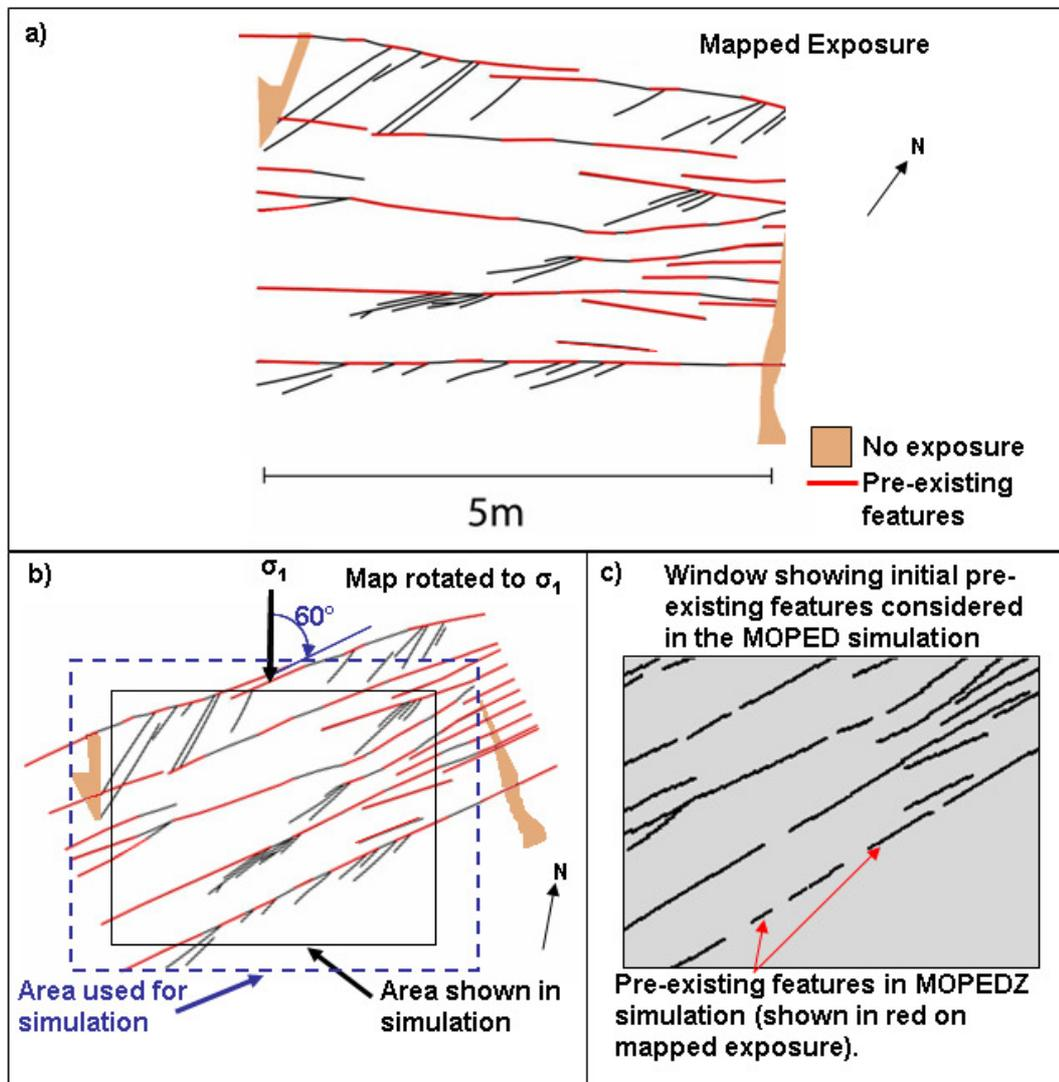 a)
Mapped Exposure
N
No exposure
Pre-existing
features
5m
b)
σ1
Map rotated to σ1
60°
N
Area used for
simulation
Area shown in
simulation
c)
Window showing initial pre-
existing features considered
in the MOPED simulation
Pre-existing features in MOPEDZ
simulation (shown in red on
mapped exposure).